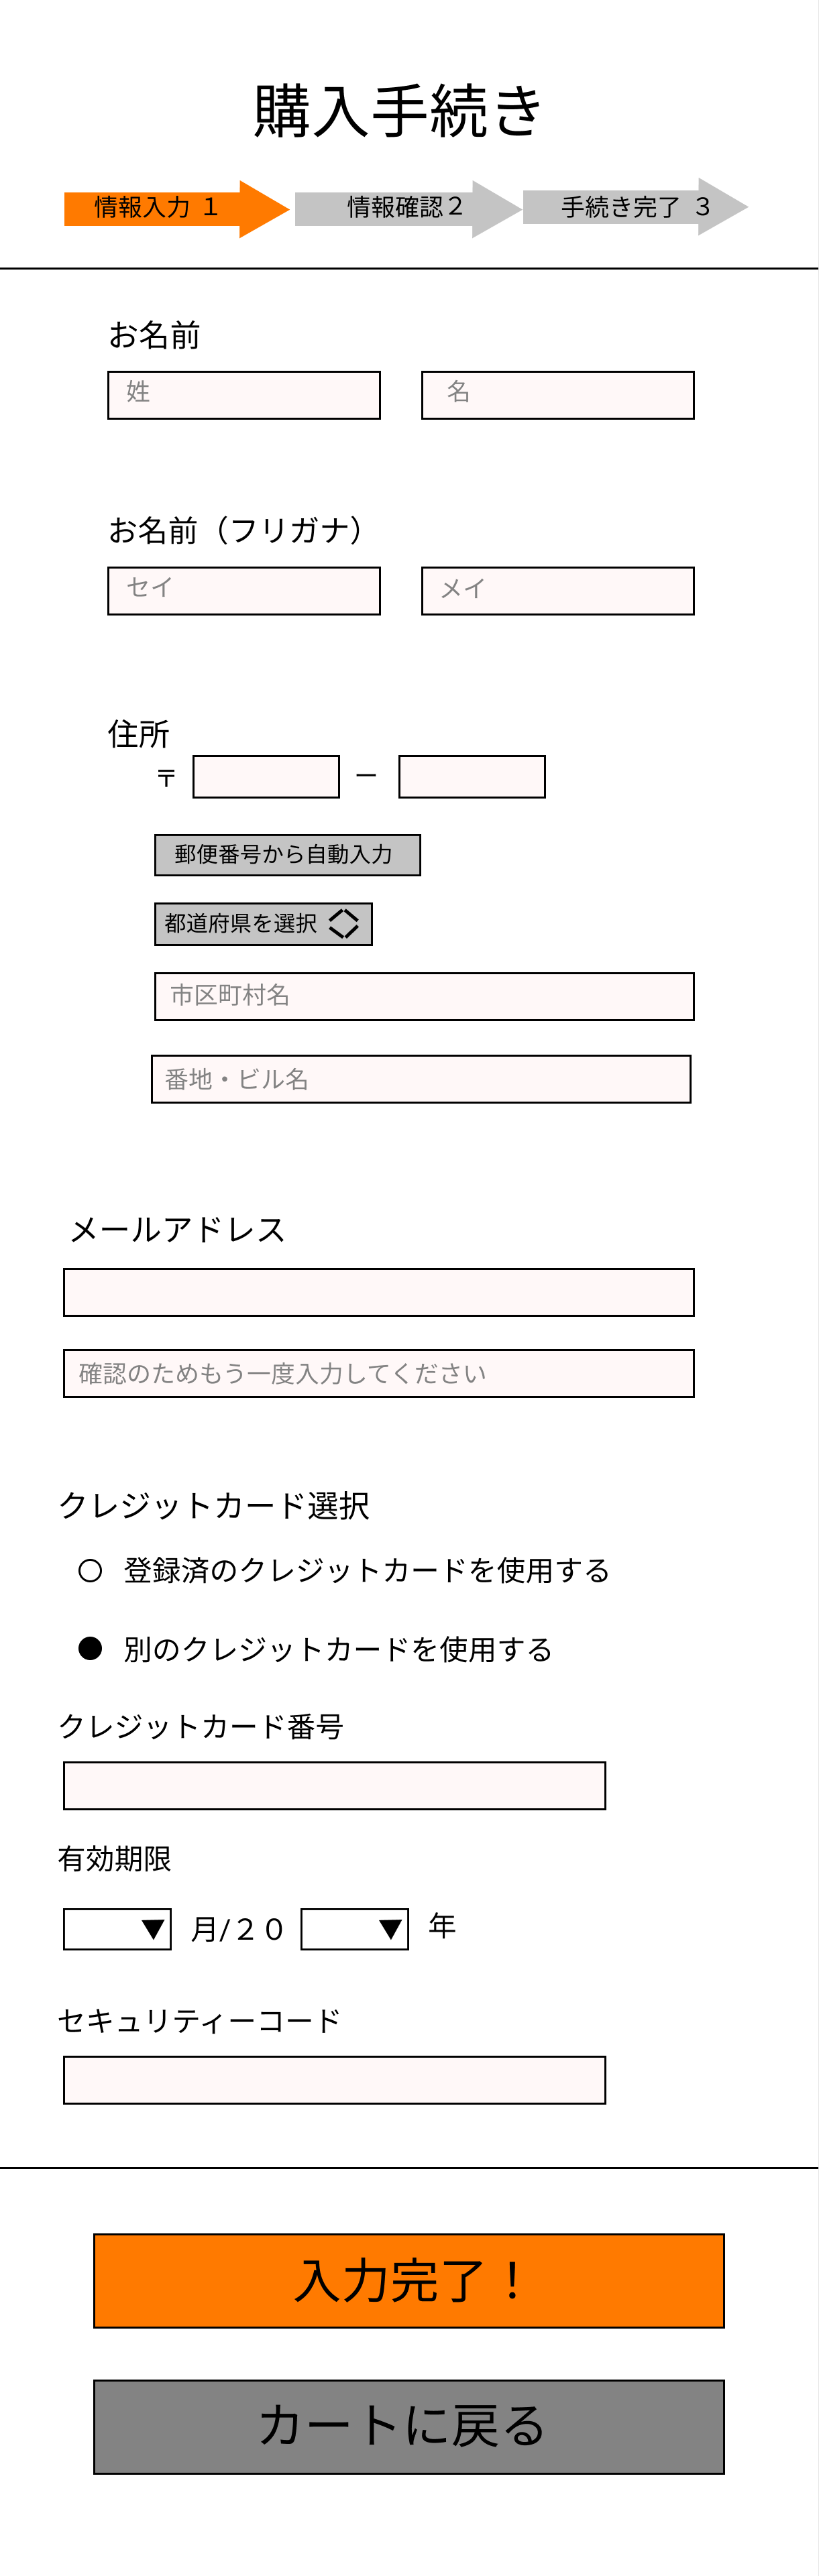 購入手続き
情報入力 1 情報確認２ 手続き完了 3
お名前
姓 名
お名前（フリガナ）
セイ メイ
住所
〒 ー
郵便番号から自動入力
都道府県を選択
市区町村名
番地・ビル名
メールアドレス
確認のためもう一度入力してください
クレジットカード選択
登録済のクレジットカードを使用する
別のクレジットカードを使用する
クレジットカード番号
有効期限
月/２０ 年
セキュリティーコード
入力完了！
カートに戻る